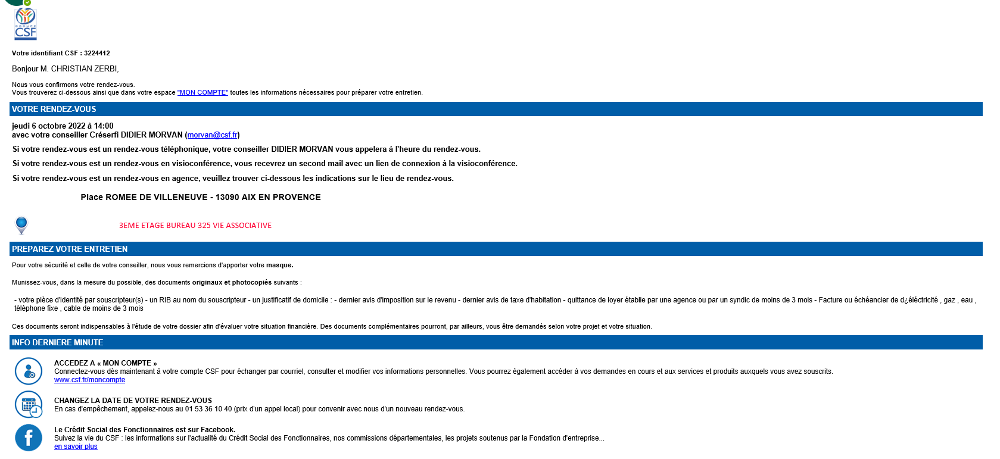 GROUPE
CSF
Votre identifiant CSF : 3224412
Bonjour M. CHRISTIAN ZERBI,
Nous vous confirmons votre rendez-vous.
Vous trouverez ci-dessous ainsi que dans votre espace "MON COMPTE" toutes les informations nécessaires pour préparer votre entretien.
VOTRE RENDEZ-VOUS
jeudi 6 octobre 2022 à 14:00
avec votre conseiller Créserfi DIDIER MORVAN (morvan@csf.fr)
Si votre rendez-vous est un rendez-vous téléphonique, votre conseiller DIDIER MORVAN vous appelera à l'heure du rendez-vous.
Si votre rendez-vous est un rendez-vous en visioconférence, vous recevrez un second mail avec un lien de connexion à la visioconférence.
Si votre rendez-vous est un rendez-vous en agence, veuillez trouver ci-dessous les indications sur le lieu de rendez-vous.
Place ROMEE DE VILLENEUVE - 13090 AIX EN PROVENCE
3EME ETAGE BUREAU 325 VIE ASSOCIATIVE
PREPAREZ VOTRE ENTRETIEN
Pour votre sécurité et celle de votre conseiller, nous vous remercions d'apporter votre masque.
Munissez-vous, dans la mesure du possible, des documents originaux et photocopiés suivants :
- votre pièce d'identité par souscripteur(s) - un RIB au nom du souscripteur - un justificatif de domicile : - dernier avis d'imposition sur le revenu - dernier avis de taxe d'habitation - quittance de loyer établie par une agence ou par un syndic de moins de 3 mois - Facture ou échéancier de d¿éléctricité , gaz , eau ,
téléphone fixe , cable de moins de 3 mois
Ces documents seront indispensables à l'étude de votre dossier afin d'évaluer votre situation financière. Des documents complémentaires pourront, par ailleurs, vous être demandés selon votre projet et votre situation.
INFO DERNIERE MINUTE
ACCEDEZ A « MON COMPTE »
Connectez-vous dès maintenant à votre compte CSF pour échanger par courriel, consulter et modifier vos informations personnelles. Vous pourrez également accéder à vos demandes en cours et aux services et produits auxquels vous avez souscrits.
www.csf.fr/moncompte
CHANGEZ LA DATE DE VOTRE RENDEZ-VOUS
En cas d'empêchement, appelez-nous au 01 53 36 10 40 (prix d'un appel local) pour convenir avec nous d'un nouveau rendez-vous.
Le Crédit Social des Fonctionnaires est sur Facebook.
Suivez la vie du CSF : les informations sur l'actualité du Crédit Social des Fonctionnaires, nos commissions départementales, les projets soutenus par la Fondation d'entreprise...
en savoir plus